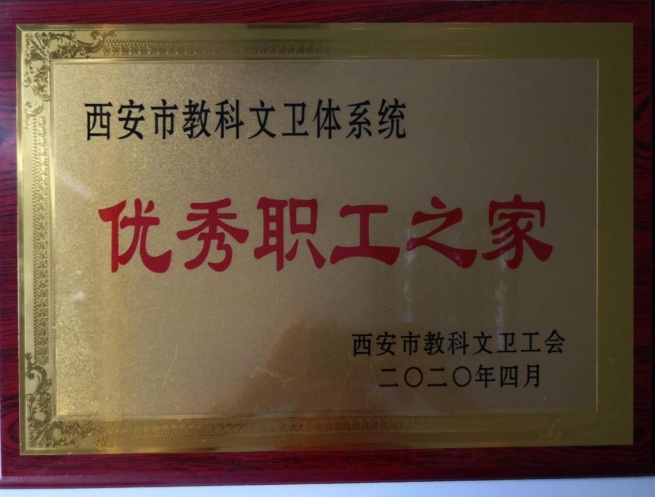 西安市教科文卫体系统
优秀职工之家
西安市教科文卫工会
二〇二〇年四月